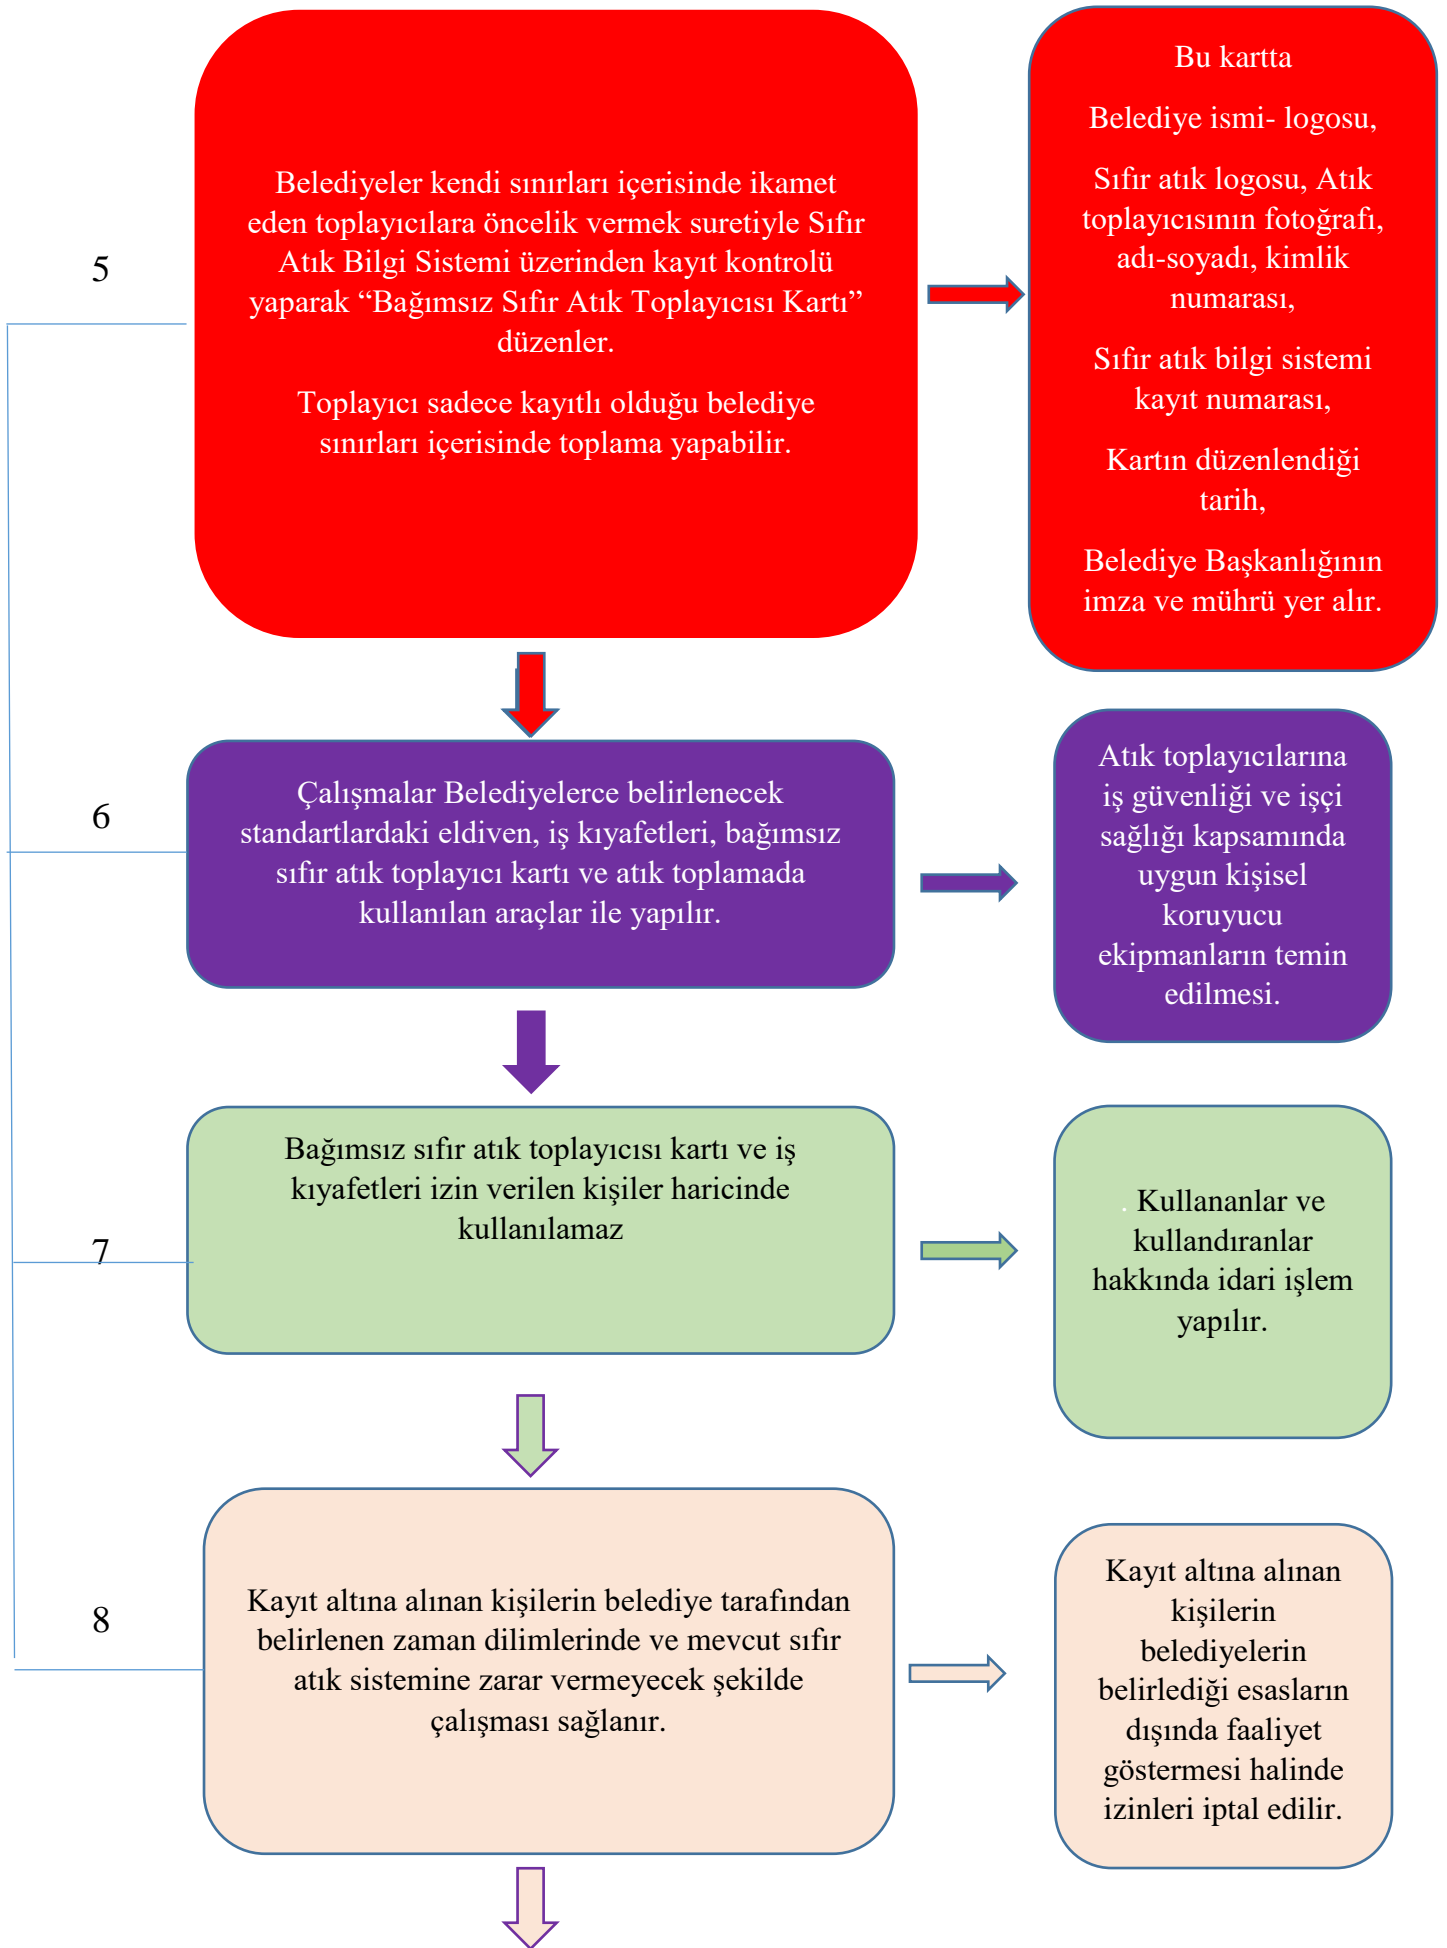 5
Belediyeler kendi sınırları içerisinde ikamet
eden toplayıcılara öncelik vermek suretiyle Sıfır
Atık Bilgi Sistemi üzerinden kayıt kontrolü
yaparak “Bağımsız Sıfır Atık Toplayıcısı Kartı”
düzenler.
Toplayıcı sadece kayıtlı olduğu belediye
sınırları içerisinde toplama yapabilir.
Bu kartta
Belediye ismi- logosu,
Sıfır atık logosu, Atık
toplayıcısının fotoğrafı,
adı-soyadı, kimlik
numarası,
Sıfır atık bilgi sistemi
kayıt numarası,
Kartın düzenlendiği
tarih,
Belediye Başkanlığının
imza ve mührü yer alır.
6
Çalışmalar Belediyelerce belirlenecek
standartlardaki eldiven, iş kıyafetleri, bağımsız
sıfır atık toplayıcı kartı ve atık toplamada
kullanılan araçlar ile yapılır.
Atık toplayıcılarına
iş güvenliği ve işçi
sağlığı kapsamında
uygun kişisel
koruyucu
ekipmanların temin
edilmesi.
7
Bağımsız sıfır atık toplayıcısı kartı ve iş
kıyafetleri izin verilen kişiler haricinde
kullanılamaz
. Kullananlar ve
kullandıranlar
hakkında idari işlem
yapılır.
8
Kayıt altına alınan kişilerin belediye tarafından
belirlenen zaman dilimlerinde ve mevcut sıfır
atık sistemine zarar vermeyecek şekilde
çalışması sağlanır.
Kayıt altına alınan
kişilerin
belediyelerin
belirlediği esasların
dışında faaliyet
göstermesi halinde
izinleri iptal edilir.